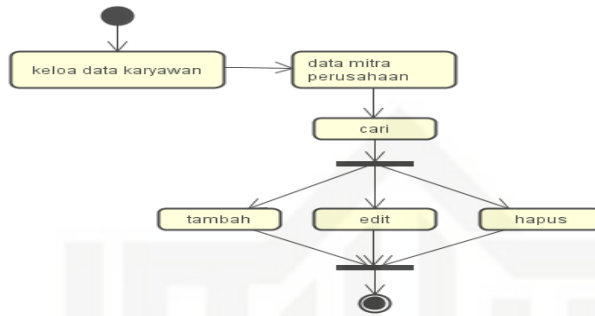 keloa data karyawan
data mitra
perusahaan
cari
tambah
edit
hapus